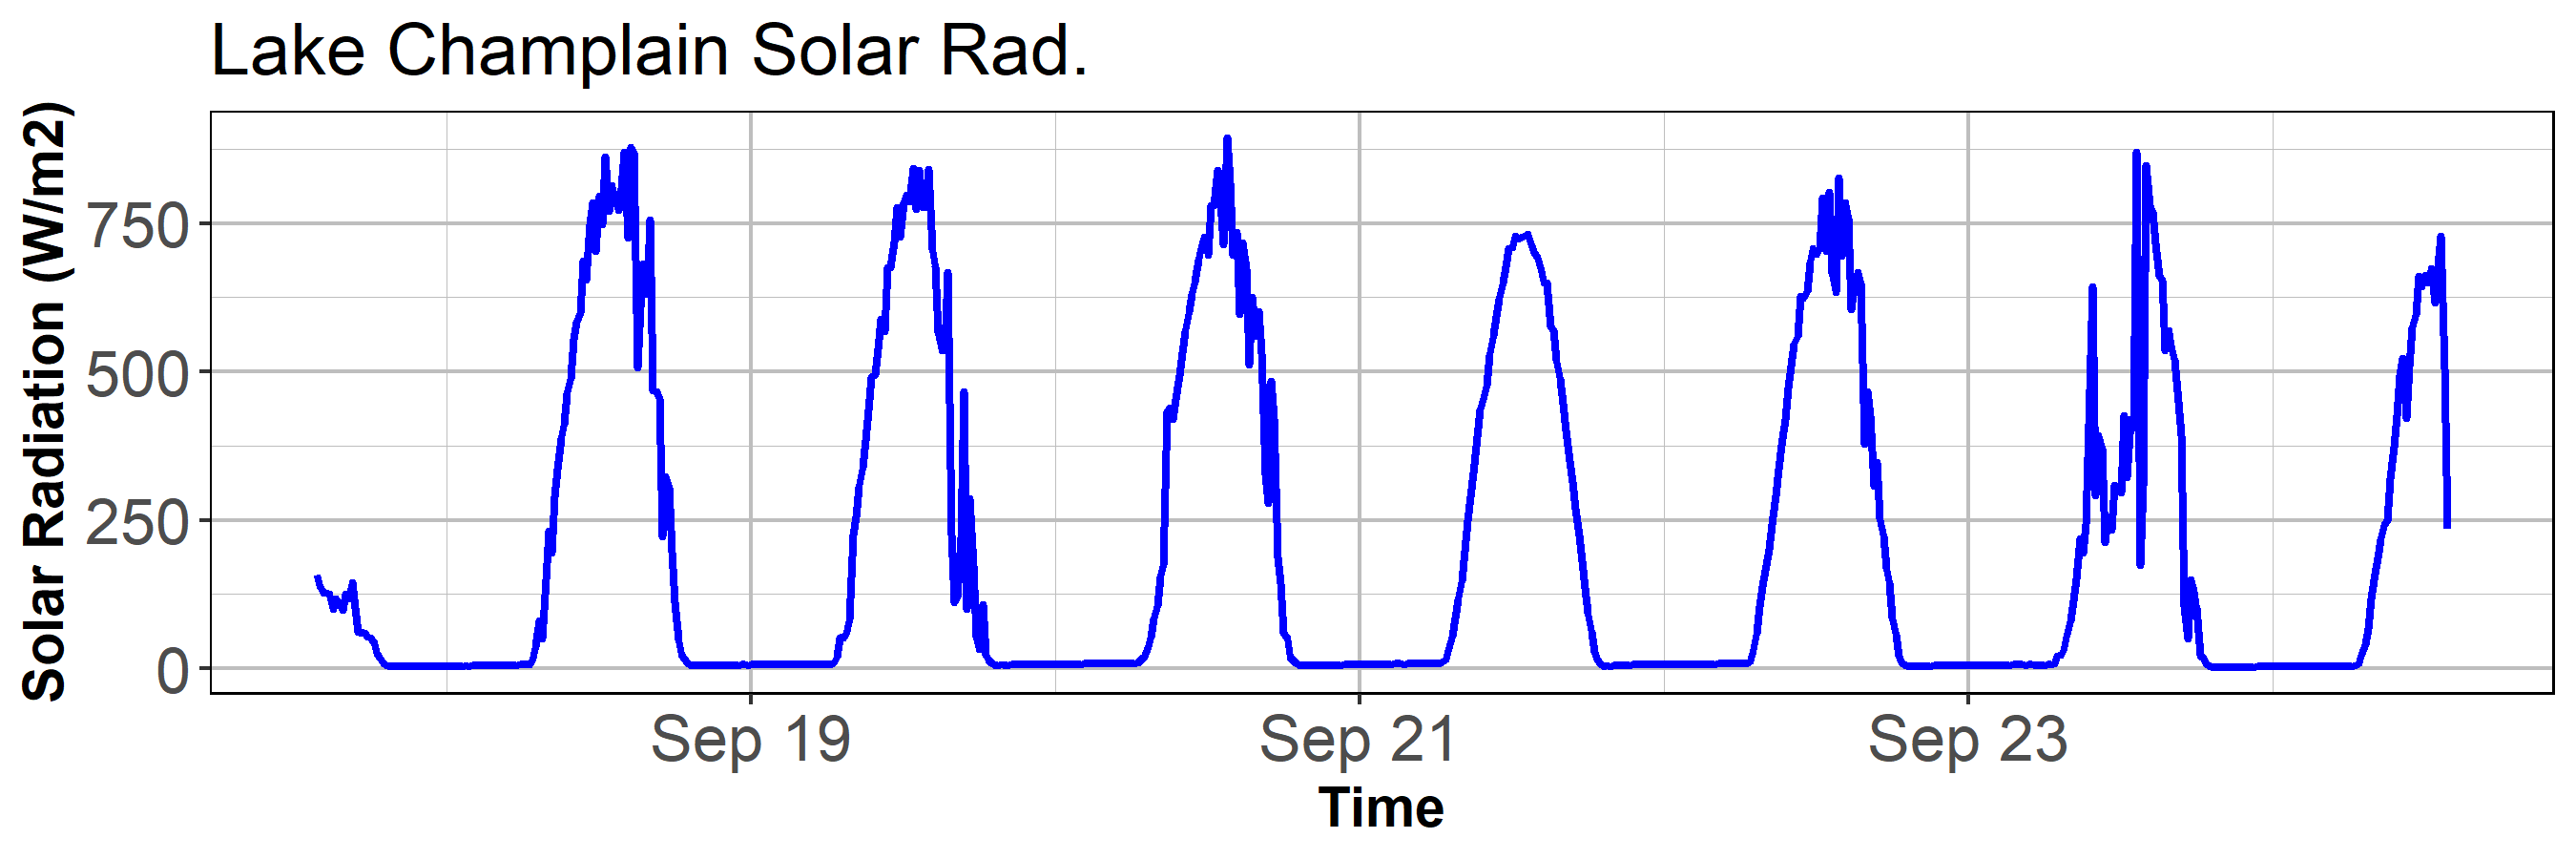 Lake Champlain Solar Rad.
Solar Radiation (W/m2)
750
500
250
0
Sep 19
Sep 21
Sep 23
Time